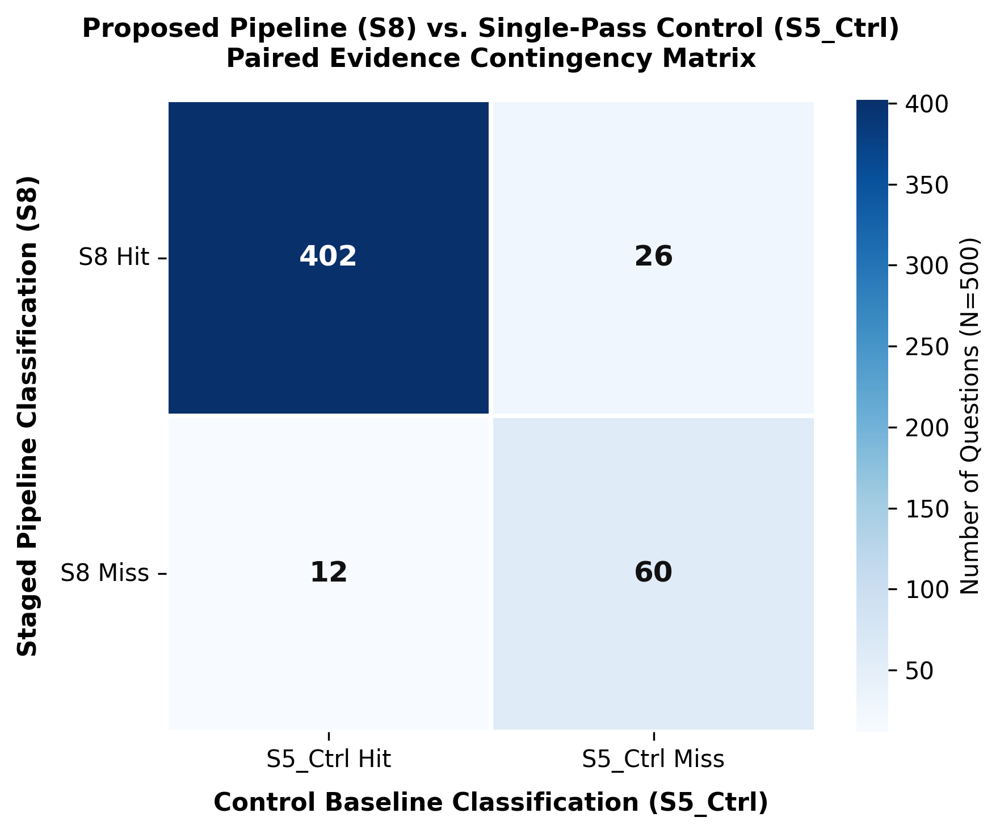 Proposed Pipeline (S8) vs. Single-Pass Control (S5_Ctrl)
Paired Evidence Contingency Matrix
Staged Pipeline Classification (S8)
S8 Hit
402
26
S8 Miss
12
60
S5_Ctrl Hit
S5_Ctrl Miss
Control Baseline Classification (S5_Ctrl)
400
350
300
250
200
150
100
50
Number of Questions (N=500)